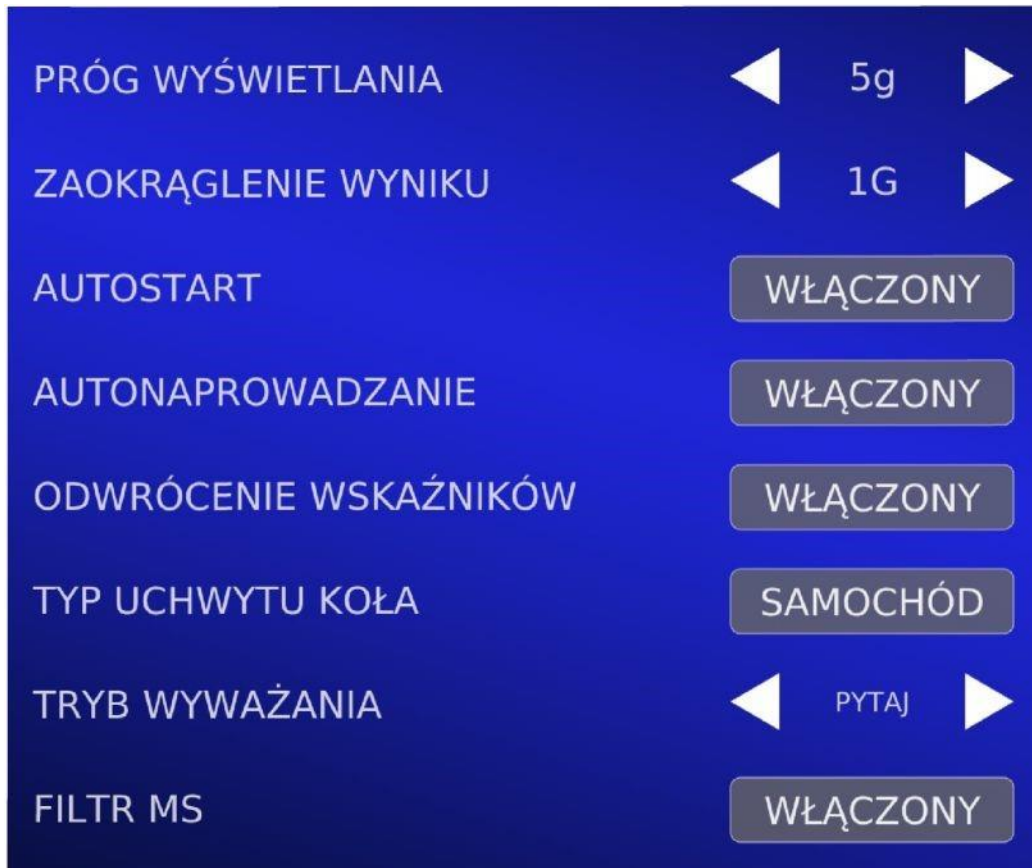 PRÓG WYŚWIETLANIA 5g
ZAOKRĄGLENIE WYNIKU 1G
AUTOSTART WŁĄCZONY
AUTONAPROWADZANIE WŁĄCZONY
ODWRÓCENIE WSKAŹNIKÓW WŁĄCZONY
TYP UCHWYTU KOŁA SAMOCHÓD
TRYB WYWAŻANIA PYTAJ
FILTR MS WŁĄCZONY